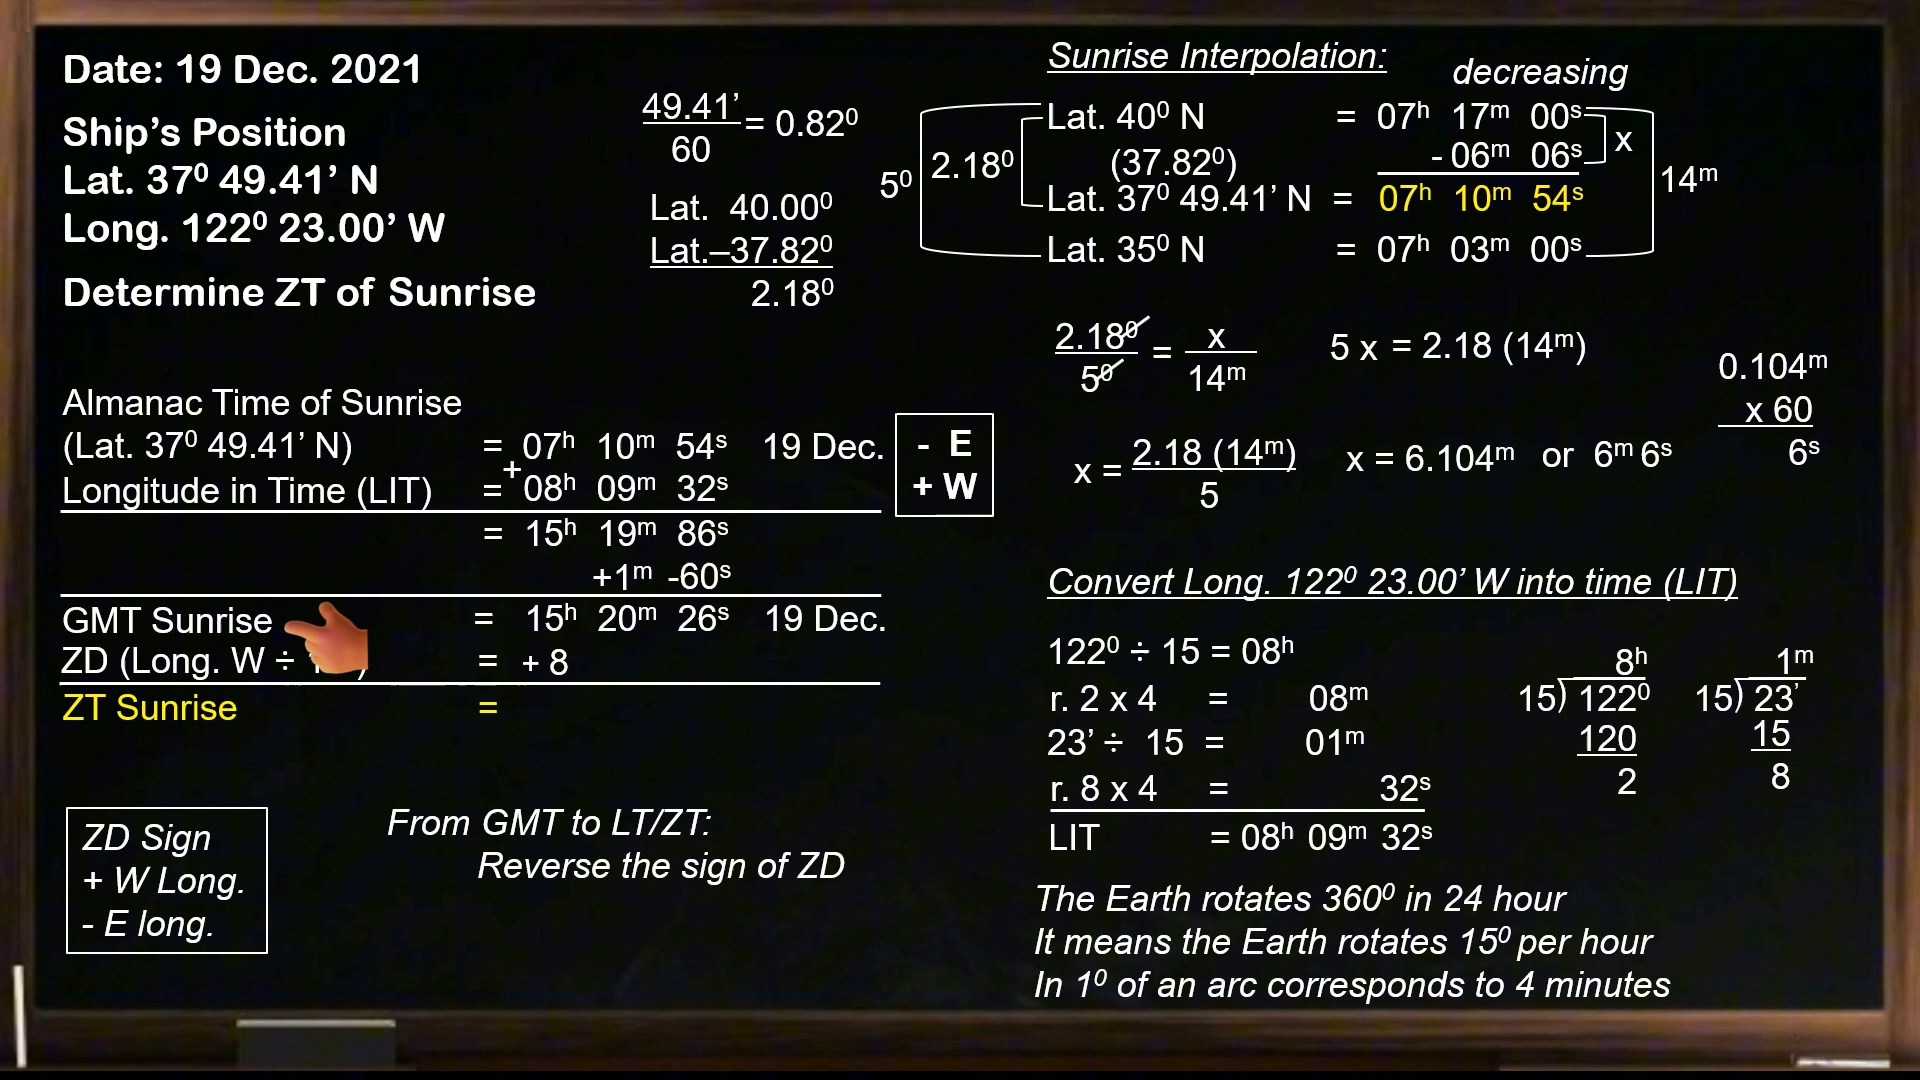 Date: 19 Dec. 2021
Ship’s Position
Lat. 37⁰ 49.41’ N
Long. 122⁰ 23.00’ W
Determine ZT of Sunrise
49.41’
60
= 0.82⁰
Lat. 40.00⁰
Lat.–37.82⁰
2.18⁰
Sunrise Interpolation:
decreasing
Lat. 40⁰ N = 07ʰ 17ᵐ 00ˢ
(37.82⁰) - 06ᵐ 06ˢ
x
Lat. 37⁰ 49.41’ N = 07ʰ 10ᵐ 54ˢ
Lat. 35⁰ N = 07ʰ 03ᵐ 00ˢ
5⁰
2.18⁰
14ᵐ
2.18⁰
5⁰
=
x
14ᵐ
5 x = 2.18 (14ᵐ)
x =
2.18 (14ᵐ)
5
x = 6.104ᵐ or 6ᵐ 6ˢ
0.104ᵐ
x 60
6ˢ
Almanac Time of Sunrise
(Lat. 37⁰ 49.41’ N) = 07ʰ 10ᵐ 54ˢ 19 Dec.
Longitude in Time (LIT) = + 08ʰ 09ᵐ 32ˢ
= 15ʰ 19ᵐ 86ˢ
+1ᵐ -60ˢ
GMT Sunrise = 15ʰ 20ᵐ 26ˢ 19 Dec.
ZD (Long. W ÷ ) = + 8
ZT Sunrise =
- E
+ W
ZD Sign
+ W Long.
- E long.
From GMT to LT/ZT:
Reverse the sign of ZD
Convert Long. 122⁰ 23.00’ W into time (LIT)
122⁰ ÷ 15 = 08ʰ
r. 2 x 4 = 08ᵐ
23’ ÷ 15 = 01ᵐ
r. 8 x 4 = 32ˢ
LIT = 08ʰ 09ᵐ 32ˢ
8ʰ
15) 122⁰
120
2
1ᵐ
15) 23’
15
8
The Earth rotates 360⁰ in 24 hour
It means the Earth rotates 15⁰ per hour
In 1⁰ of an arc corresponds to 4 minutes